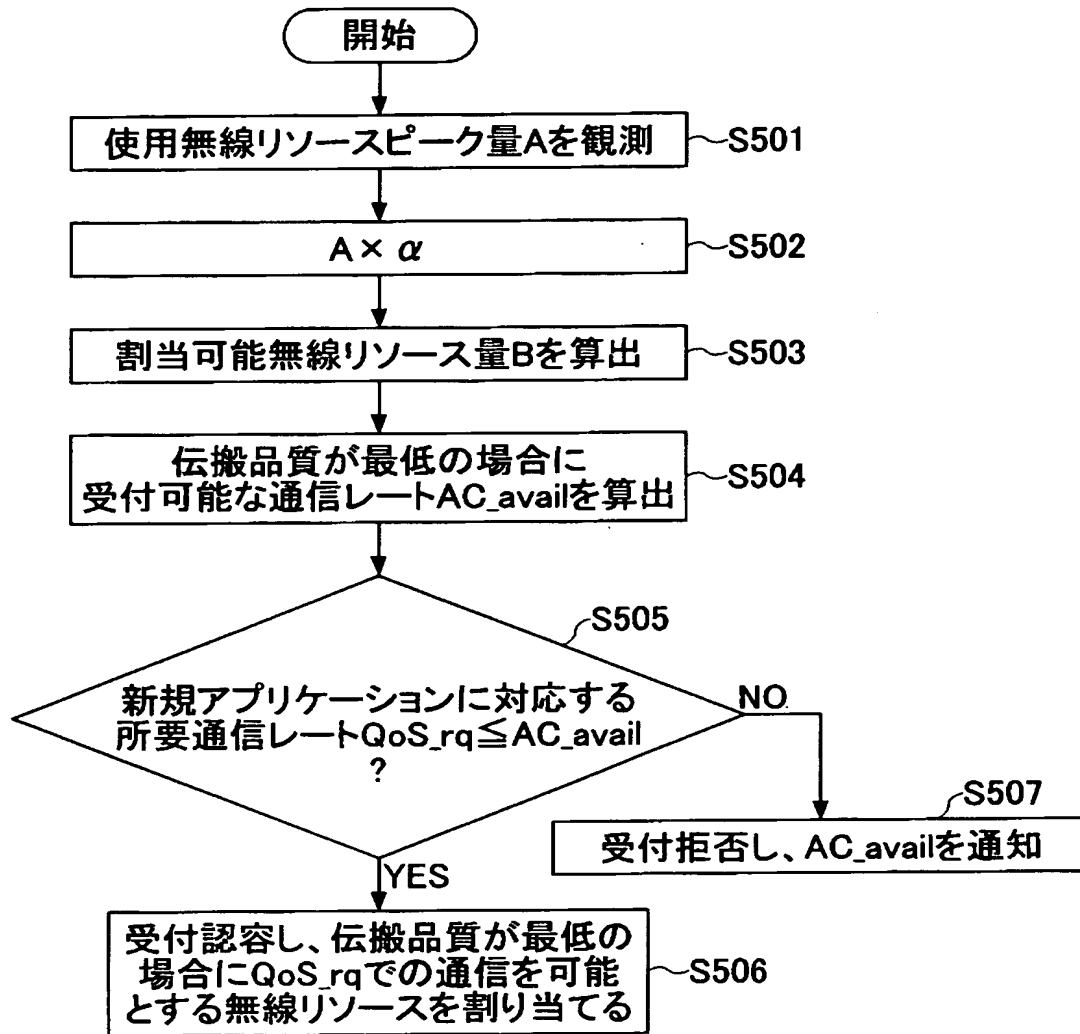 開始
使用無線リソースピーク量Aを観測
S501
A× α
S502
割当可能無線リソース量Bを算出
S503
伝搬品質が最低の場合に
受付可能な通信レートAC_availを算出
S504
S505
新規アプリケーションに対応する
所要通信レートQoS_rq≦AC_avail
?
NO
S507
受付拒否し、AC_availを通知
YES
受付認容し、伝搬品質が最低の
場合にQoS_rqでの通信を可能
とする無線リソースを割り当てる
S506